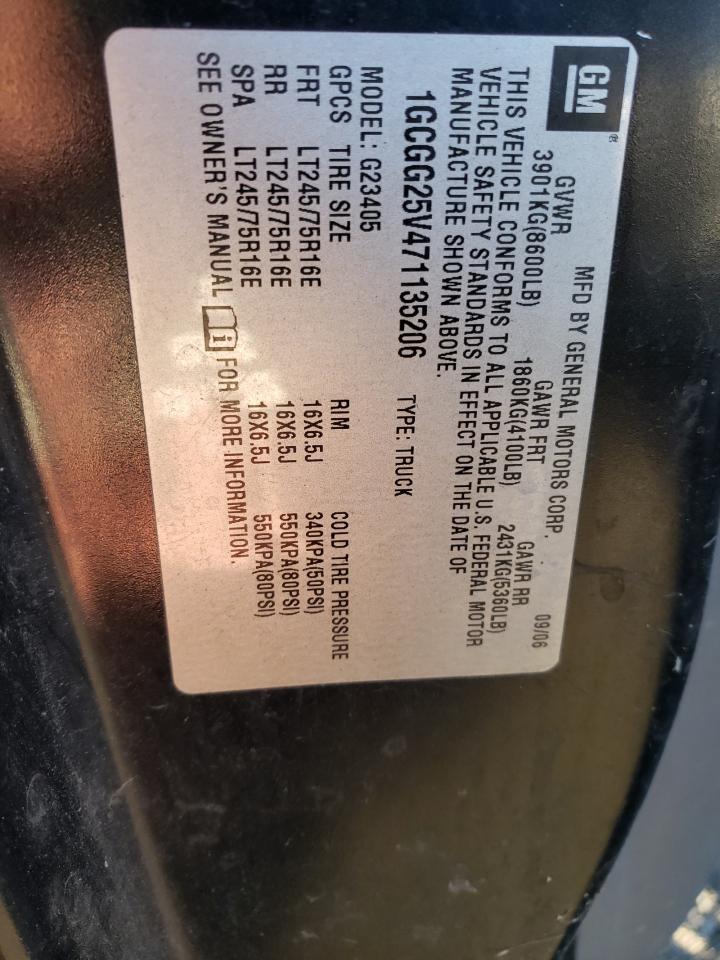 GM®
MFD BY GENERAL MOTORS CORP. 09/06
GVWR GAWR FRT GAWR RR
3901KG(8600LB) 1860KG(4100LB) 2431KG(5360LB)
THIS VEHICLE CONFORMS TO ALL APPLICABLE U.S. FEDERAL MOTOR
VEHICLE SAFETY STANDARDS IN EFFECT ON THE DATE OF
MANUFACTURE SHOWN ABOVE.
1GCGG25V471135206 TYPE: TRUCK
MODEL: G23405
GPCS TIRE SIZE RIM COLD TIRE PRESSURE
FRT LT245/75R16E 16X6.5J 340KPA(50PSI)
RR LT245/75R16E 16X6.5J 550KPA(80PSI)
SPA LT245/75R16E 16X6.5J 550KPA(80PSI)
SEE OWNER'S MANUAL i FOR MORE INFORMATION.